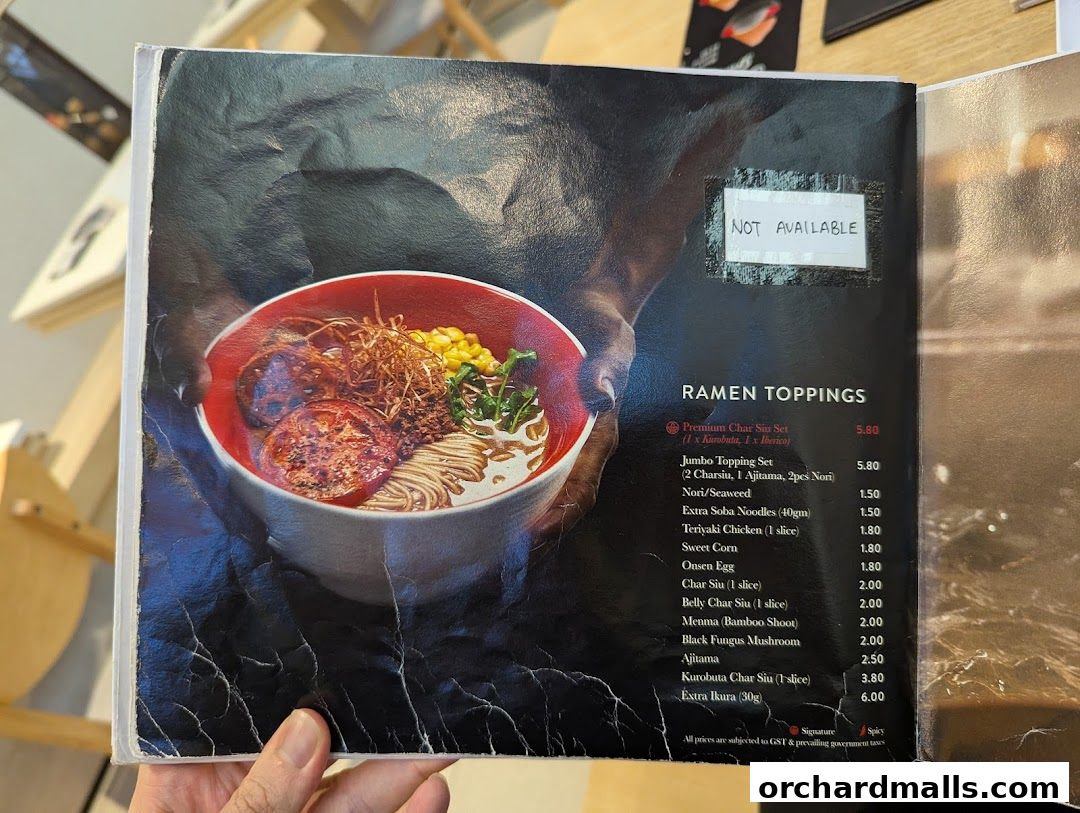 NOT AVAILABLE
RAMEN TOPPINGS
Premium Char Siu Set 5.80
(1 x Kurobuta, 1 x Iberico)
Jumbo Topping Set 5.80
(2 Charsiu, 1 Ajitama, 2pcs Nori)
Nori/Seaweed 1.50
Extra Soba Noodles (40gm) 1.50
Teriyaki Chicken (1 slice) 1.80
Sweet Corn 1.80
Onsen Egg 1.80
Char Siu (1 slice) 2.00
Belly Char Siu (1 slice) 2.00
Menma (Bamboo Shoot) 2.00
Black Fungus Mushroom 2.00
Ajitama 2.50
Kurobuta Char Siu (1 slice) 3.80
Extra Ikura (30g) 6.00
Signature Spicy
All prices are subjected to GST & prevailing government taxes
orchardmalls.com